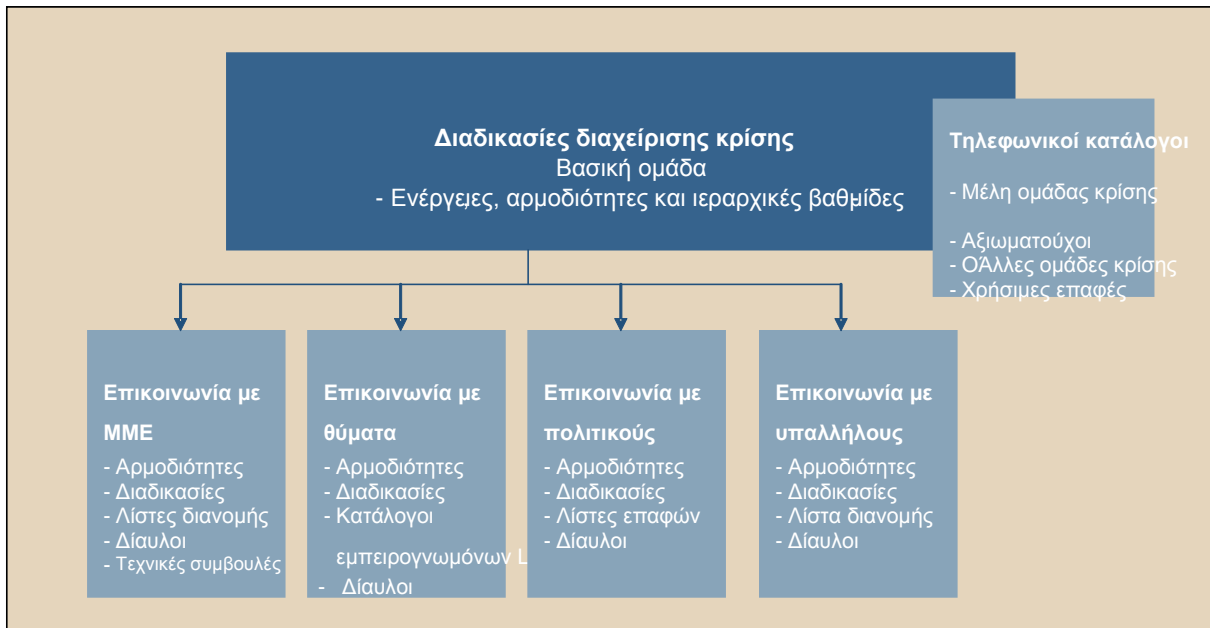 Διαδικασίες διαχείρισης κρίσης
Βασική ομάδα
- Ενέργειες, αρμοδιότητες και ιεραρχικές βαθμίδες
Τηλεφωνικοί κατάλογοι
- Μέλη ομάδας κρίσης
- Αξιωματούχοι
- ΟΆλλες ομάδες κρίσης
- Χρήσιμες επαφές
Επικοινωνία με
ΜΜΕ
- Αρμοδιότητες
- Διαδικασίες
- Λίστες διανομής
- Δίαυλοι
- Τεχνικές συμβουλές
Επικοινωνία με
θύματα
- Αρμοδιότητες
- Διαδικασίες
- Κατάλογοι
εμπειρογνωμόνων L
- Δίαυλοι
Επικοινωνία με
πολιτικούς
- Αρμοδιότητες
- Διαδικασίες
- Λίστες επαφών
- Δίαυλοι
Επικοινωνία με
υπαλλήλους
- Αρμοδιότητες
- Διαδικασίες
- Λίστα διανομής
- Δίαυλοι